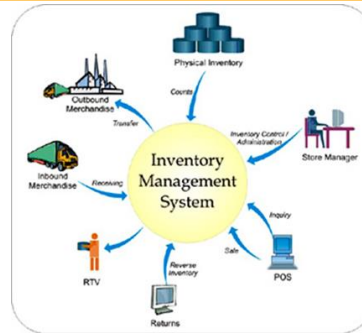 Physical Inventory
Counts
Outbound
Merchandise
Transfer
Inventory Control /
Administration
Store Manager
Inbound
Merchandise
Receiving
Inventory
Management
System
Inquiry
Sale
POS
RTV
Reverse
Inventory
Returns